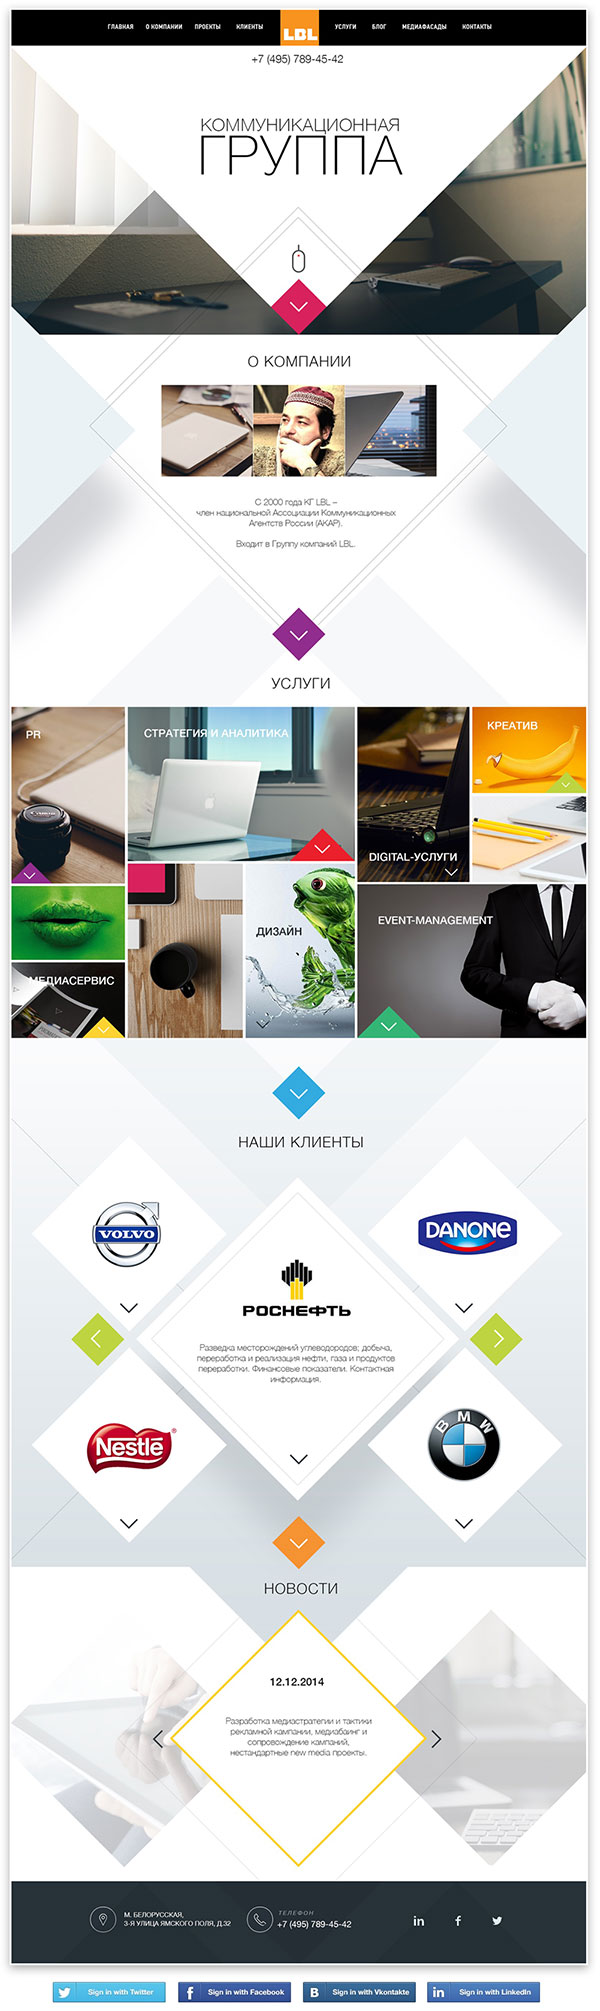 ГЛАВНАЯ О КОМПАНИИ ПРОЕКТЫ КЛИЕНТЫ LBL УСЛУГИ БЛОГ МЕДИАФАСАДЫ КОНТАКТЫ
+7 (495) 789-45-42
КОММУНИКАЦИОННАЯ
ГРУППА
О КОМПАНИИ
С 2000 года КГ LBL –
член национальной Ассоциации Коммуникационных
Агентств России (АКАР).
Входит в Группу компаний LBL.
УСЛУГИ
PR
СТРАТЕГИЯ И АНАЛИТИКА
КРЕАТИВ
DIGITAL-УСЛУГИ
ДИЗАЙН
EVENT-MANAGEMENT
МЕДИАСЕРВИС
НАШИ КЛИЕНТЫ
VOLVO
DANONE
РОСНЕФТЬ
Разведка месторождений углеводородов; добыча,
переработка и реализация нефти, газа и продуктов
переработки. Финансовые показатели. Контактная
информация.
Nestlé®
BMW
НОВОСТИ
12.12.2014
Разработка медиастратегии и тактики
рекламной кампании, медиабаинг и
сопровождение кампаний,
нестандартные new media проекты.
М. БЕЛОРУССКАЯ,
3-Я УЛИЦА ЯМСКОГО ПОЛЯ, Д.32
ТЕЛЕФОН
+7 (495) 789-45-42
in f
Sign in with Twitter
f Sign in with Facebook
B Sign in with Vkontakte
in Sign in with LinkedIn